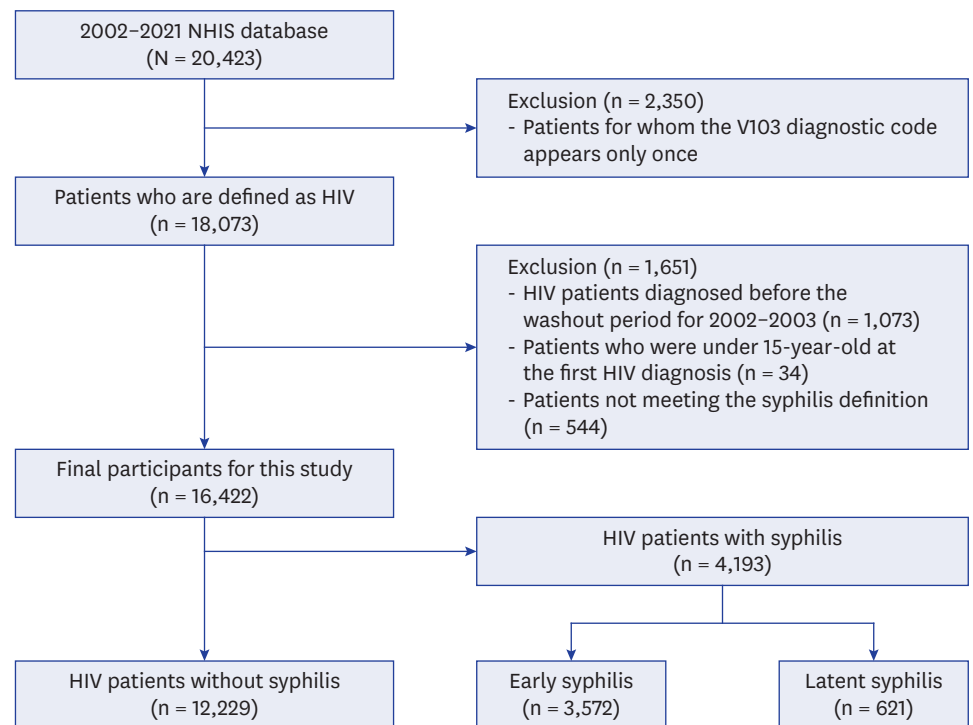 2002–2021 NHIS database
(N = 20,423)
Exclusion (n = 2,350)
- Patients for whom the V103 diagnostic code
appears only once
Patients who are defined as HIV
(n = 18,073)
Exclusion (n = 1,651)
- HIV patients diagnosed before the
washout period for 2002–2003 (n = 1,073)
- Patients who were under 15-year-old at
the first HIV diagnosis (n = 34)
- Patients not meeting the syphilis definition
(n = 544)
Final participants for this study
(n = 16,422)
HIV patients with syphilis
(n = 4,193)
HIV patients without syphilis
(n = 12,229)
Early syphilis
(n = 3,572)
Latent syphilis
(n = 621)